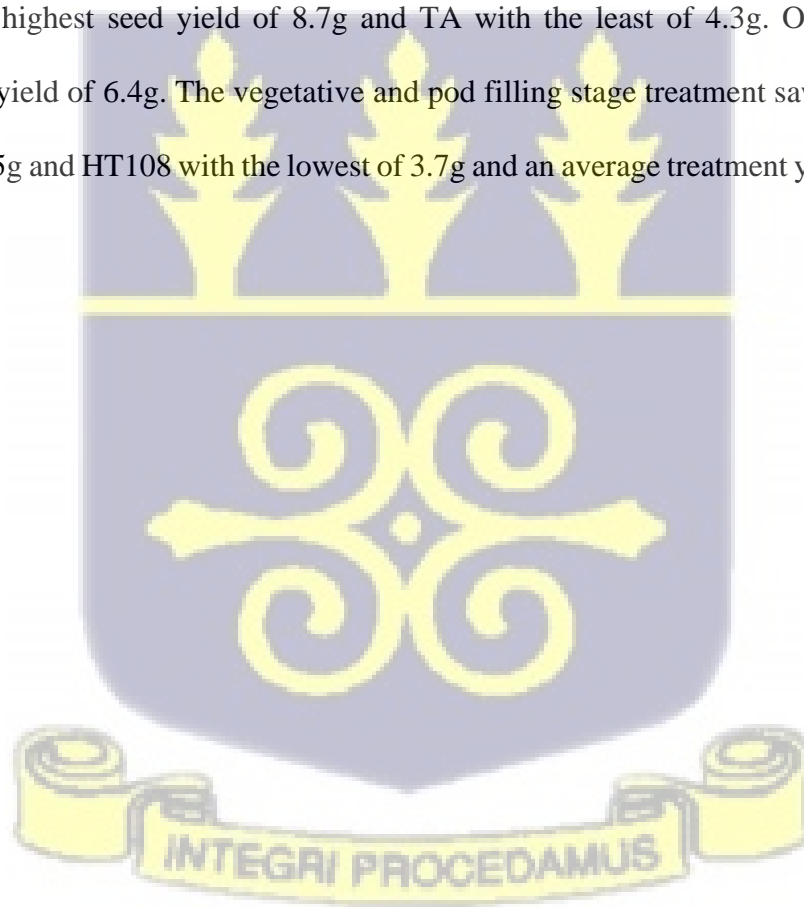 highest seed yield of 8.7g and TA with the least of 4.3g. O
yield of 6.4g. The vegetative and pod filling stage treatment sav
5g and HT108 with the lowest of 3.7g and an average treatment y
INTEGRI PROCEDAMUS